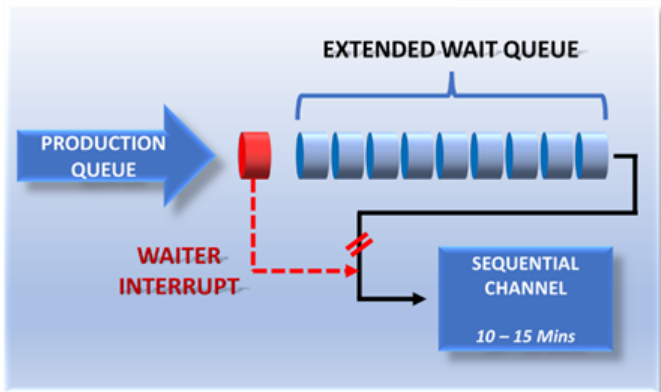 EXTENDED WAIT QUEUE
PRODUCTION
QUEUE
WAITER
INTERRUPT
SEQUENTIAL
CHANNEL
10 – 15 Mins